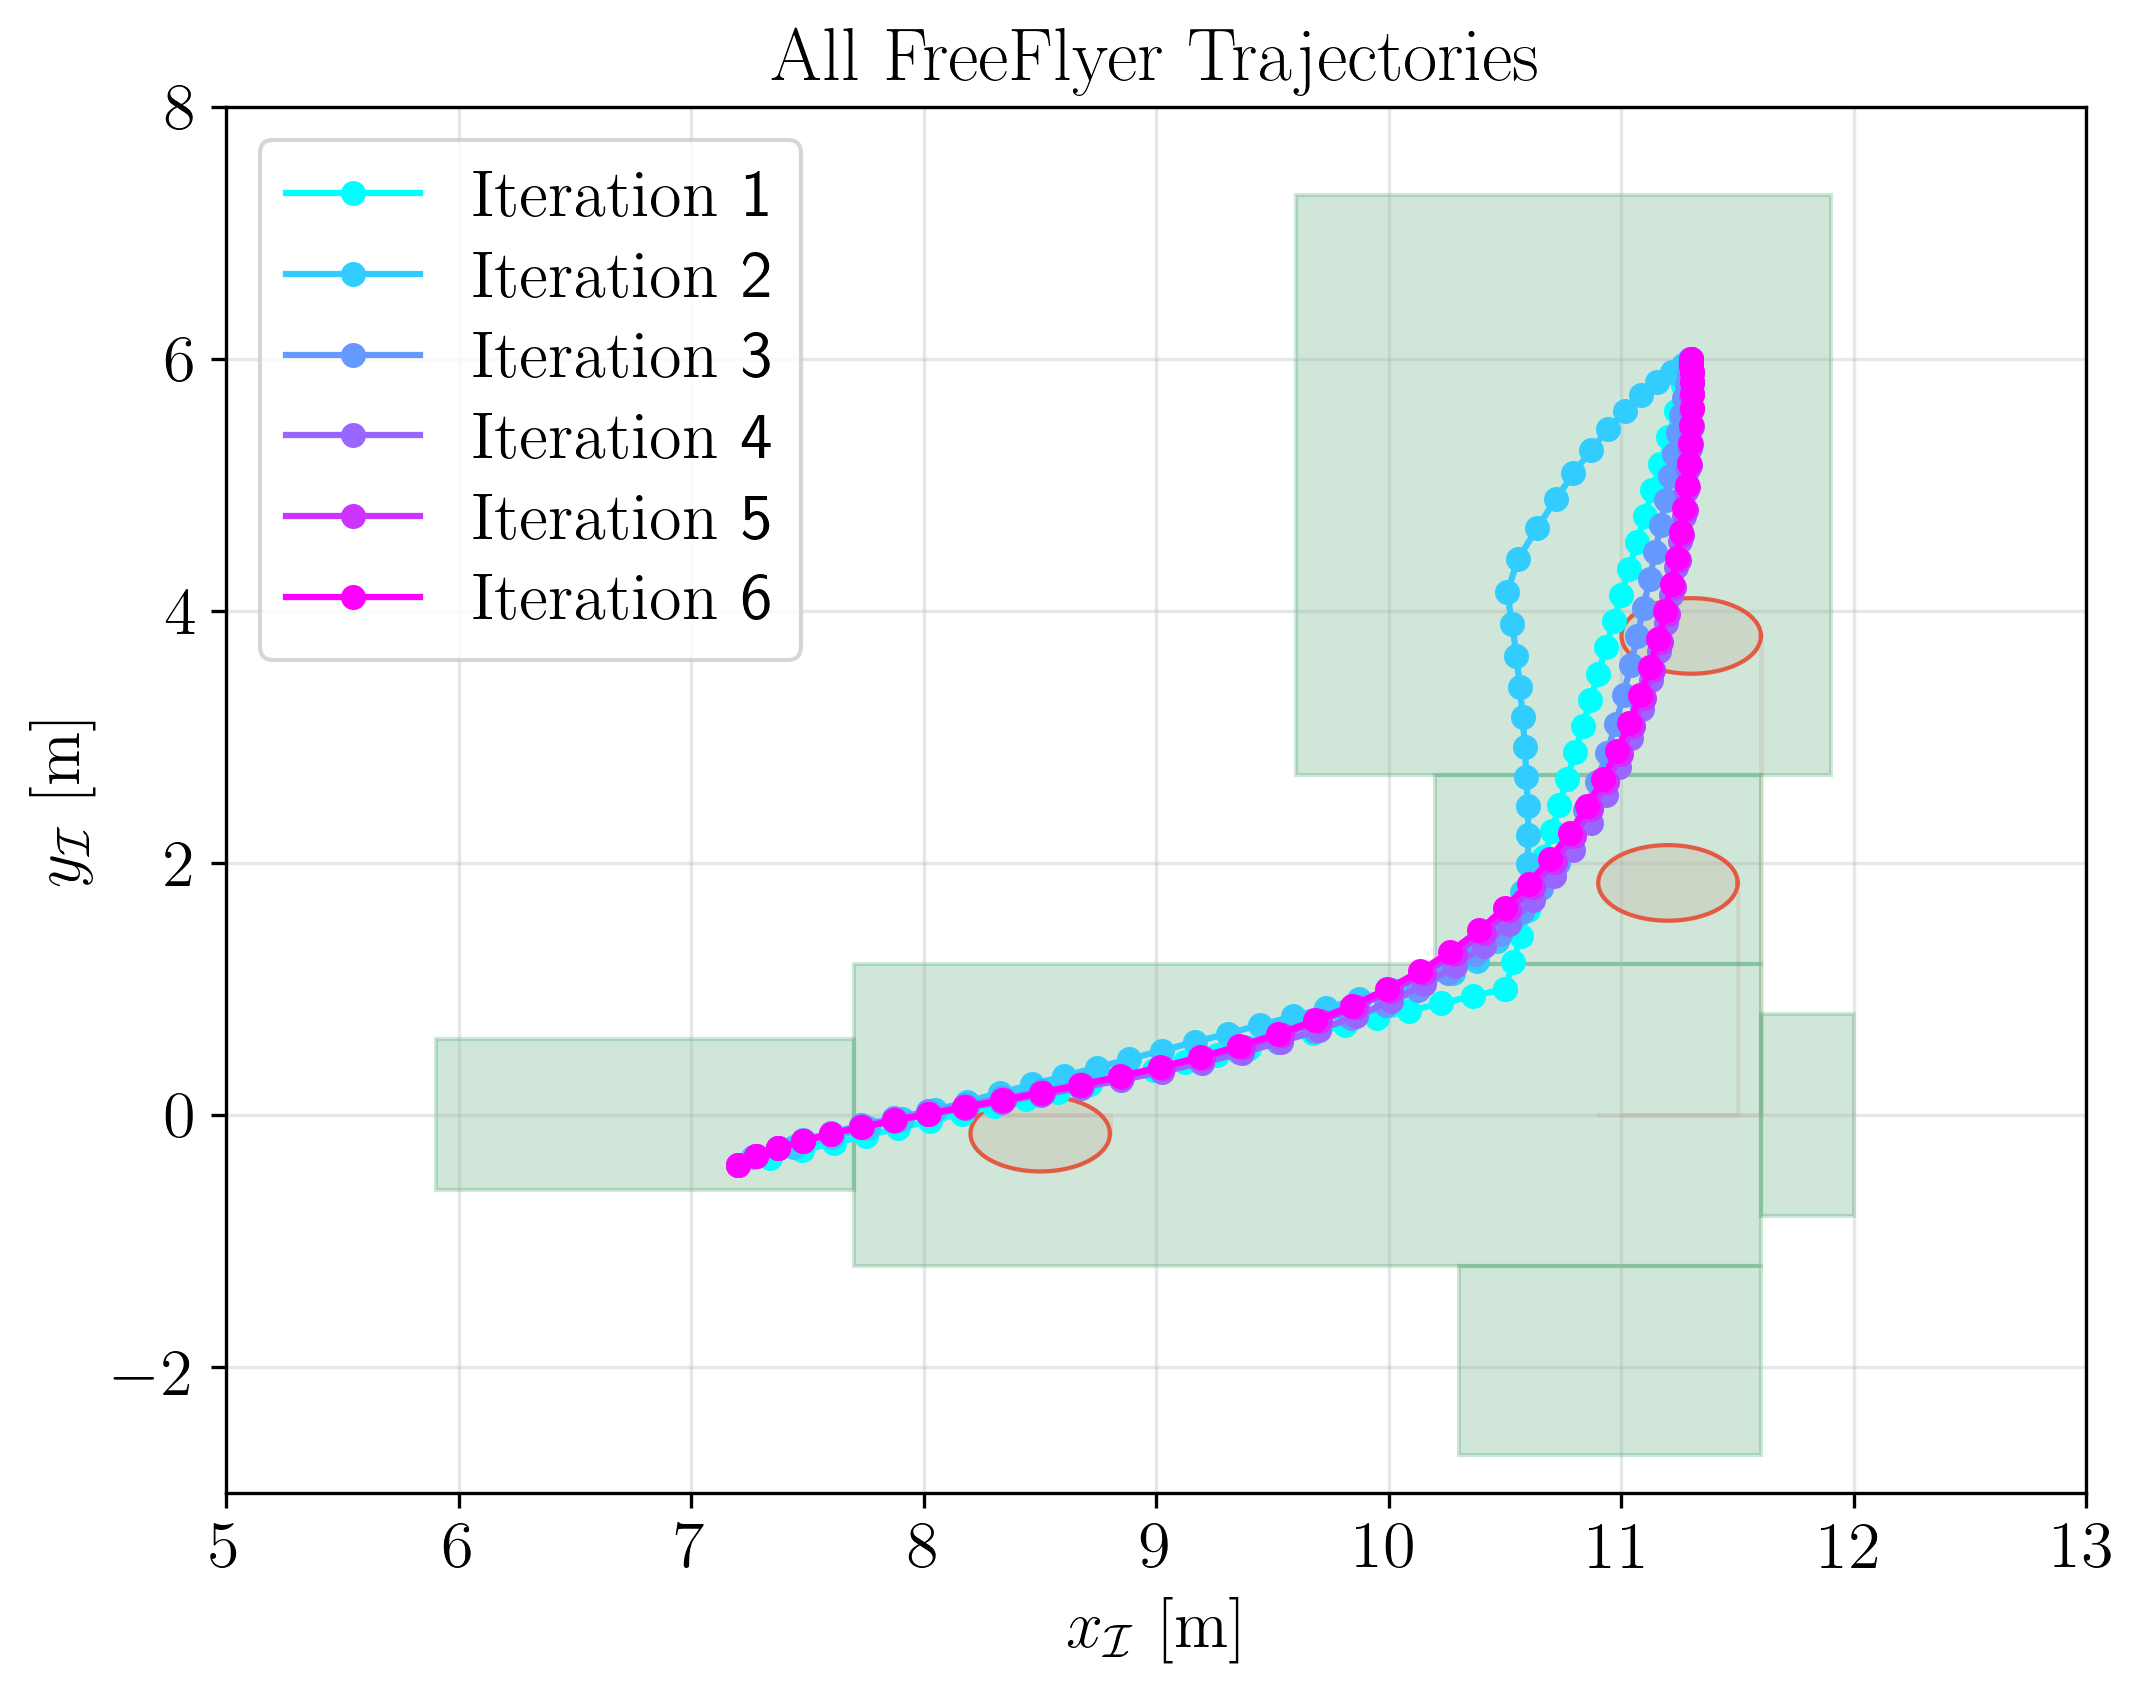 All FreeFlyer Trajectories
8
6
4
2
0
−2
y_ℐ [m]
Iteration 1
Iteration 2
Iteration 3
Iteration 4
Iteration 5
Iteration 6
5 6 7 8 9 10 11 12 13
x_ℐ [m]